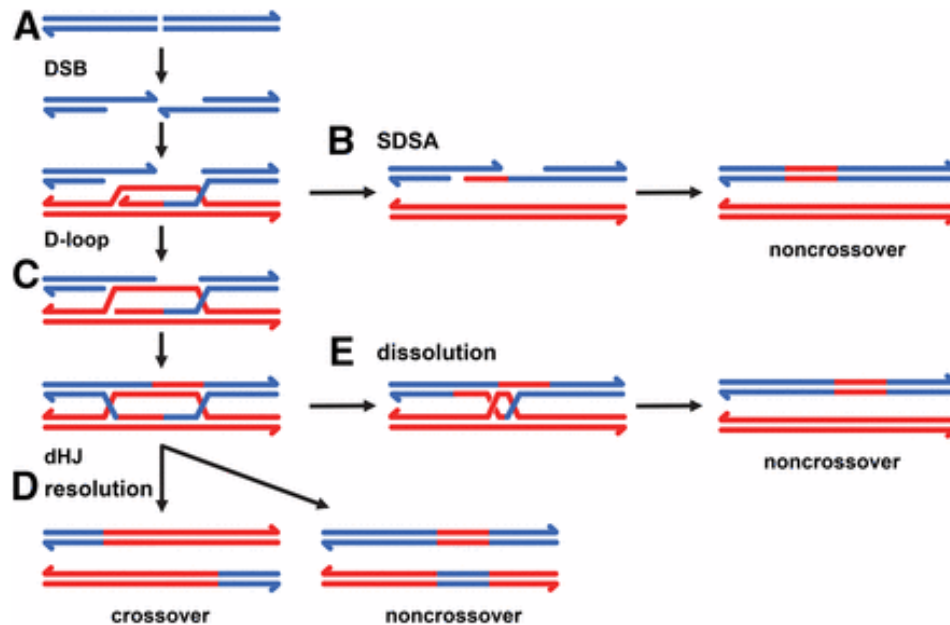 A
DSB
B SDSA
D-loop
noncrossover
C
E dissolution
dHJ
noncrossover
D resolution
crossover
noncrossover